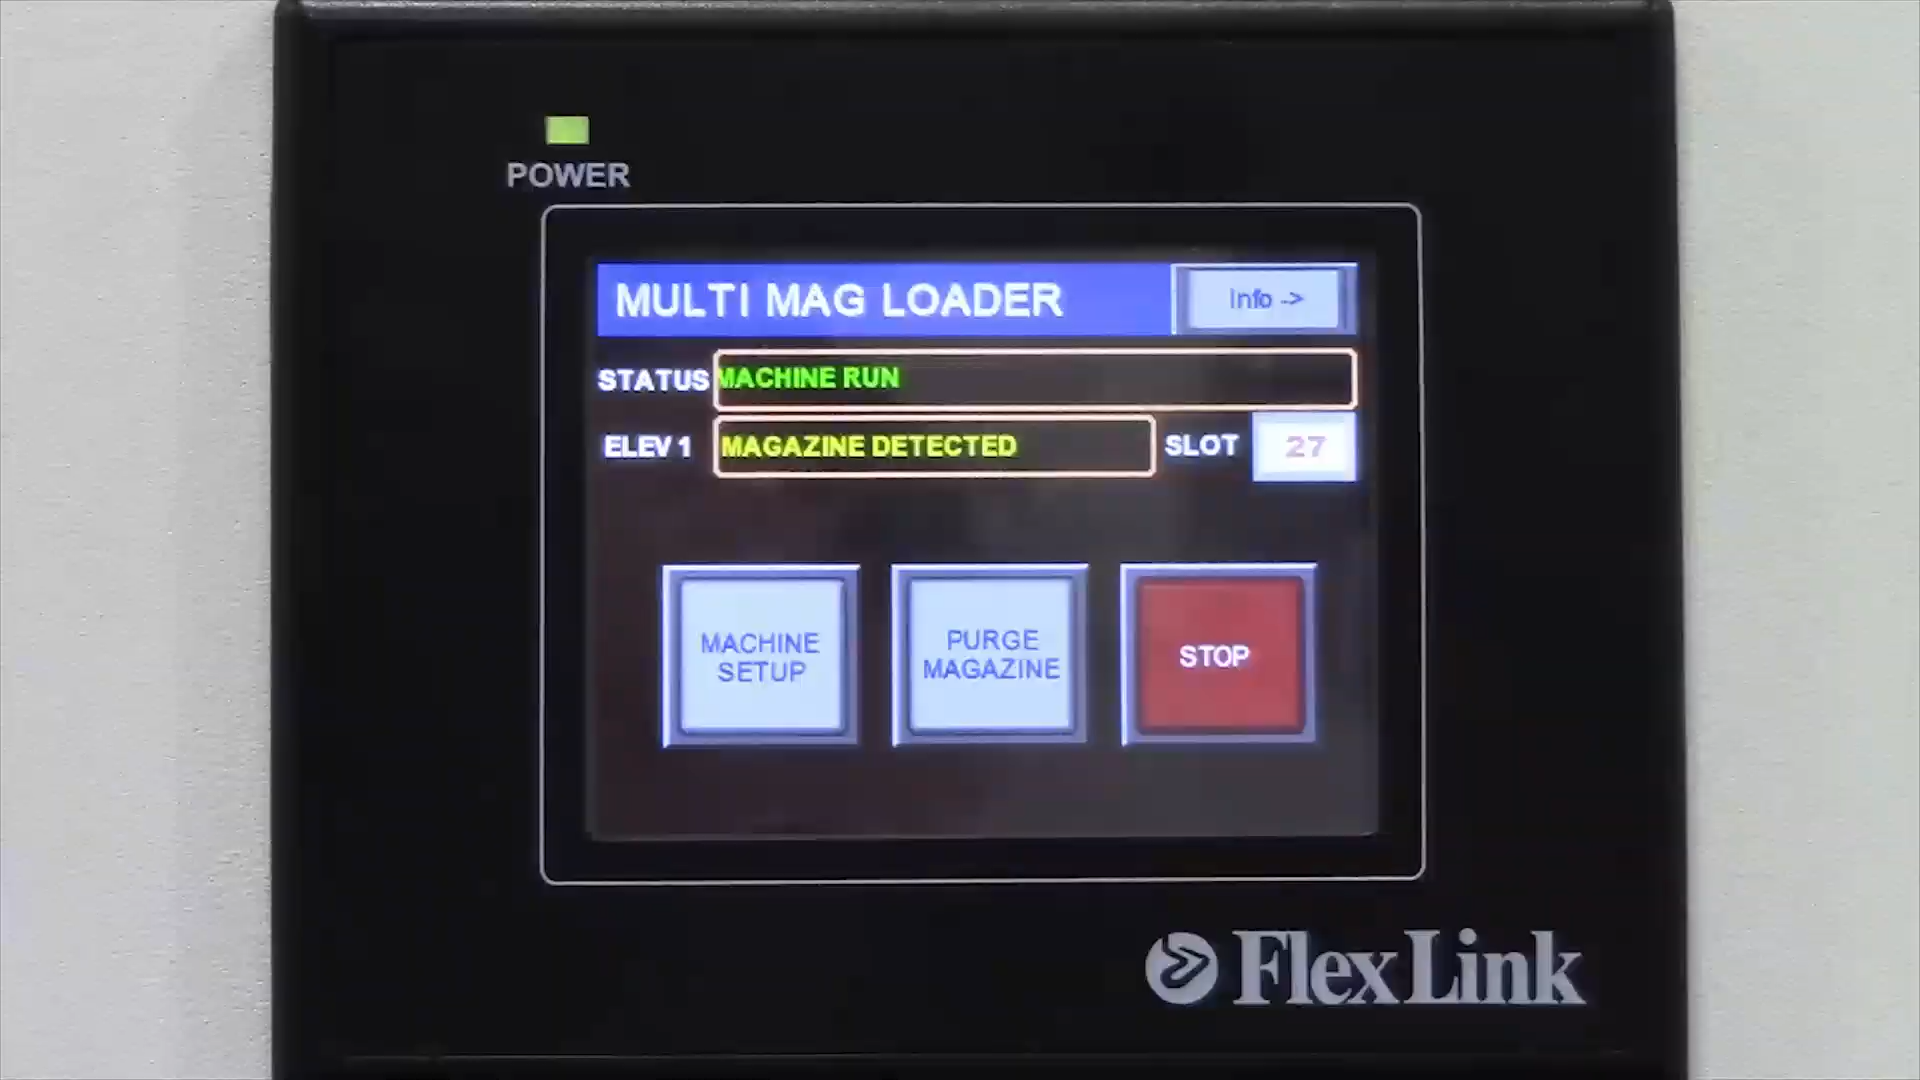 POWER
MULTI MAG LOADER
Info ->
STATUS MACHINE RUN
ELEV 1 MAGAZINE DETECTED SLOT 27
MACHINE
SETUP
PURGE
MAGAZINE
STOP
FlexLink